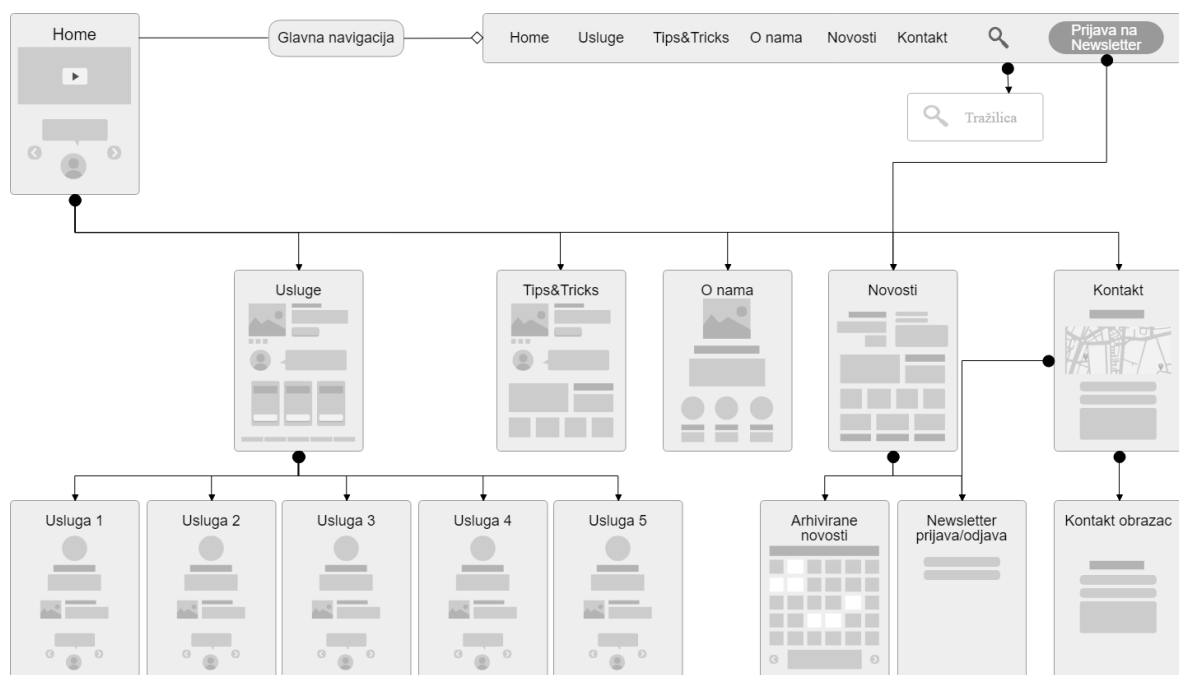 Home
Glavna navigacija
Home Usluge Tips&Tricks O nama Novosti Kontakt
Prijava na
Newsletter
Tražilica
Usluge
Tips&Tricks
O nama
Novosti
Kontakt
Usluga 1
Usluga 2
Usluga 3
Usluga 4
Usluga 5
Arhivirane
novosti
Newsletter
prijava/odjava
Kontakt obrazac